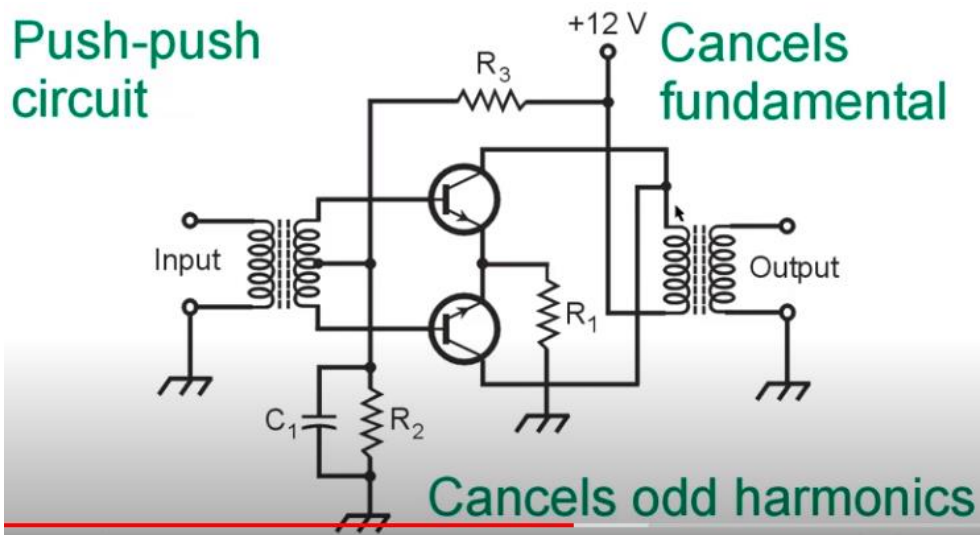 Push-push
circuit
+12 V
Cancels
fundamental
R3
Input
Output
R1
C1
R2
Cancels odd harmonics